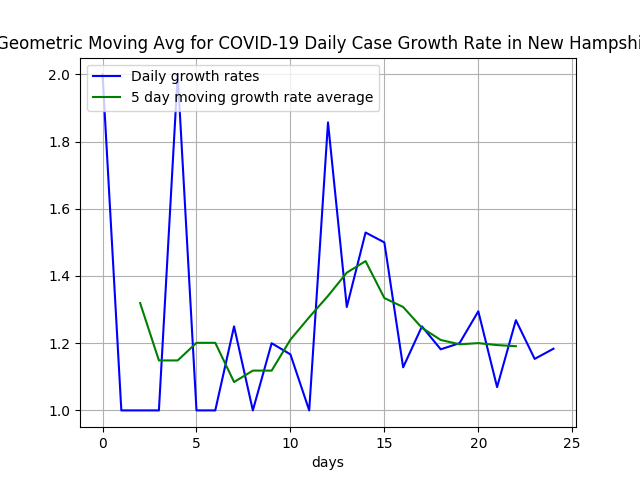 Geometric Moving Avg for COVID-19 Daily Case Growth Rate in New Hampshi
Daily growth rates
5 day moving growth rate average
2.0
1.8
1.6
1.4
1.2
1.0
0 5 10 15 20 25
days